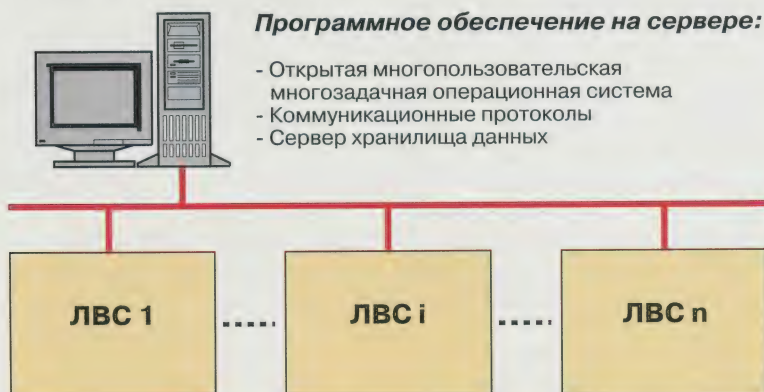 Программное обеспечение на сервере:
- Открытая многопользовательская
многозадачная операционная система
- Коммуникационные протоколы
- Сервер хранилища данных
ЛВС 1
ЛВС i
ЛВС n